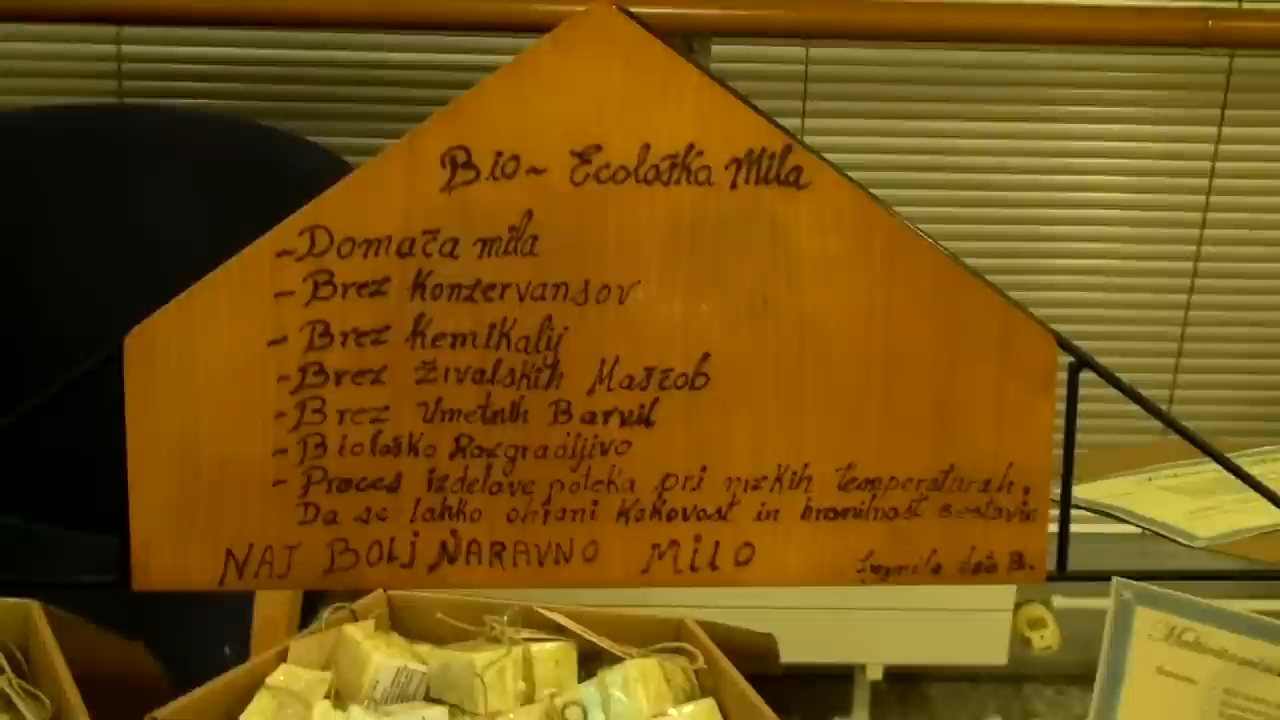 Bio~ Ecološka Mila
- Domača mila
- Brez Konzervansov
- Brez Kemikalij
- Brez Živalskih Maščob
- Brez Umetnih Barvil
- Biološko Razgradljivo
- Proces izdelave poteka pri nizkih temperaturah.
Da se lahko ohrani Kakovost in hranilnost sestavin
NAJ BOLJ NARAVNO MILO